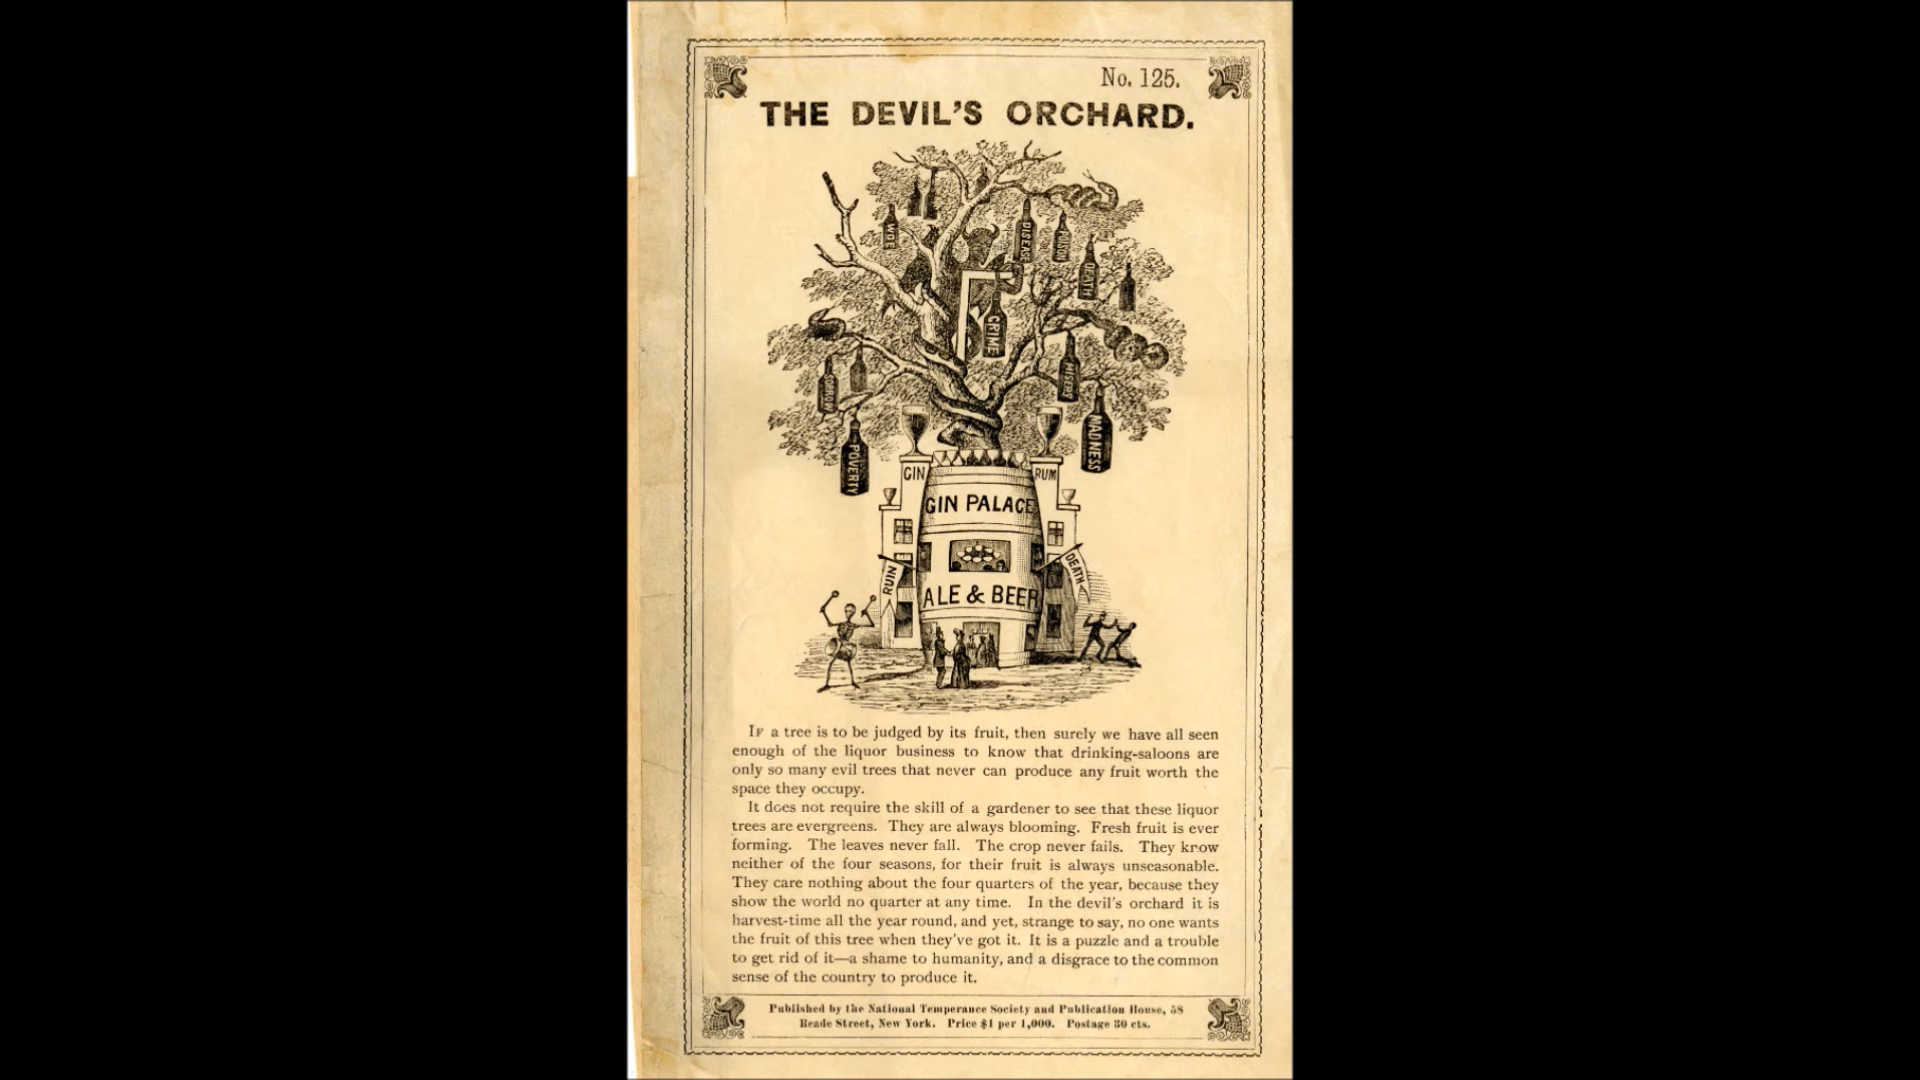 No. 125.
THE DEVIL'S ORCHARD.
WOE
DISEASE
POISON
DEATH
CRIME
MISERY
MADNESS
POVERTY
GIN
RUM
GIN PALACE
RUIN
DEATH
ALE & BEER
IF a tree is to be judged by its fruit, then surely we have all seen
enough of the liquor business to know that drinking-saloons are
only so many evil trees that never can produce any fruit worth the
space they occupy.
It does not require the skill of a gardener to see that these liquor
trees are evergreens. They are always blooming. Fresh fruit is ever
forming. The leaves never fall. The crop never fails. They know
neither of the four seasons, for their fruit is always unseasonable.
They care nothing about the four quarters of the year, because they
show the world no quarter at any time. In the devil's orchard it is
harvest-time all the year round, and yet, strange to say, no one wants
the fruit of this tree when they've got it. It is a puzzle and a trouble
to get rid of it—a shame to humanity, and a disgrace to the common
sense of the country to produce it.
Published by the National Temperance Society and Publication House, 58
Reade Street, New York. Price $1 per 1,000. Postage 30 cts.